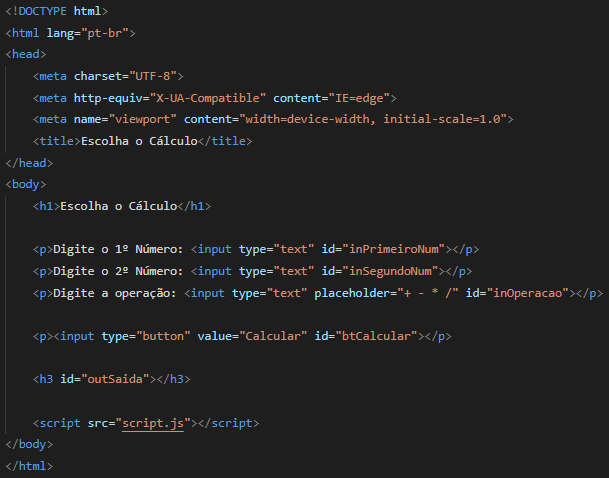 <!DOCTYPE html>
<html lang="pt-br">
<head>
    <meta charset="UTF-8">
    <meta http-equiv="X-UA-Compatible" content="IE=edge">
    <meta name="viewport" content="width=device-width, initial-scale=1.0">
    <title>Escolha o Cálculo</title>
</head>
<body>
    <h1>Escolha o Cálculo</h1>

    <p>Digite o 1º Número: <input type="text" id="inPrimeiroNum"></p>
    <p>Digite o 2º Número: <input type="text" id="inSegundoNum"></p>
    <p>Digite a operação: <input type="text" placeholder="+ - * /" id="inOperacao"></p>

    <p><input type="button" value="Calcular" id="btCalcular"></p>

    <h3 id="outSaida"></h3>

    <script src="script.js"></script>
</body>
</html>